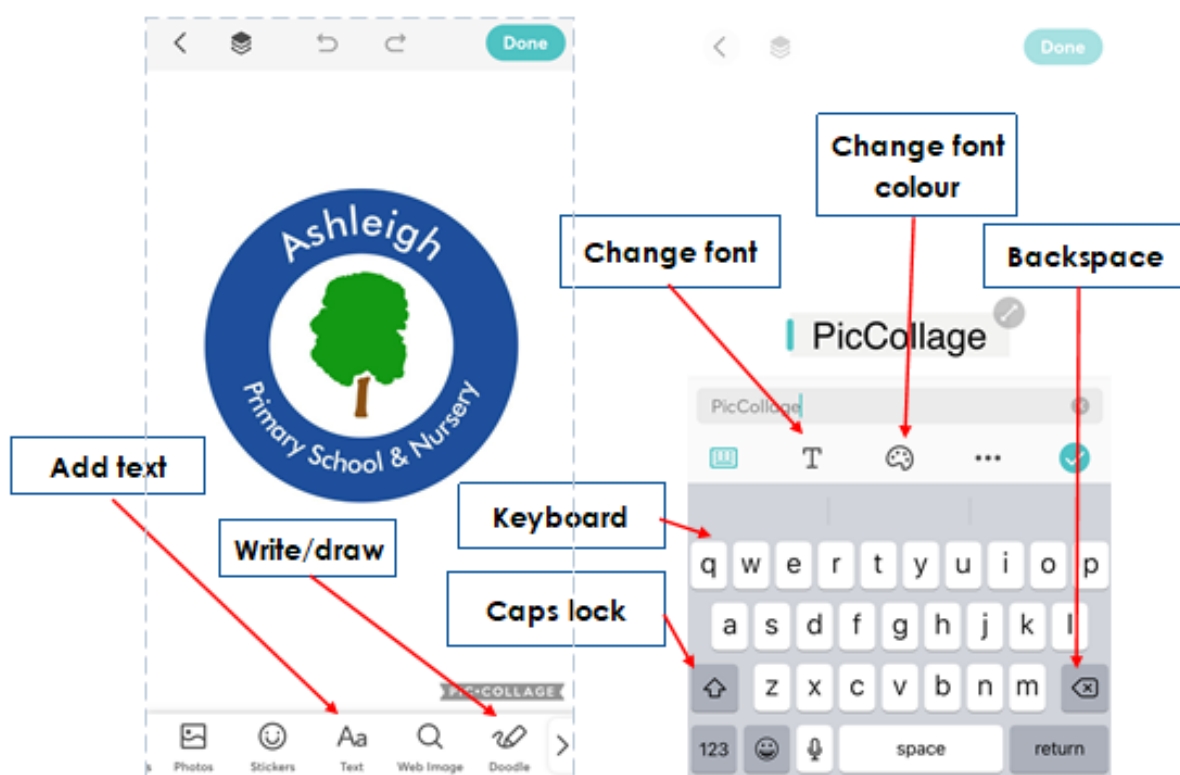 Done
Ashleigh
Primary School & Nursery
Add text
Write/draw
PIC•COLLAGE
s
Photos
Stickers
Text
Aa
Web Image
Doodle
Done
Change font
colour
Change font
Backspace
PicCollage
PicCollage
T
Keyboard
Caps lock
q w e r t y u i o p
a s d f g h j k l
z x c v b n m
123
space
return